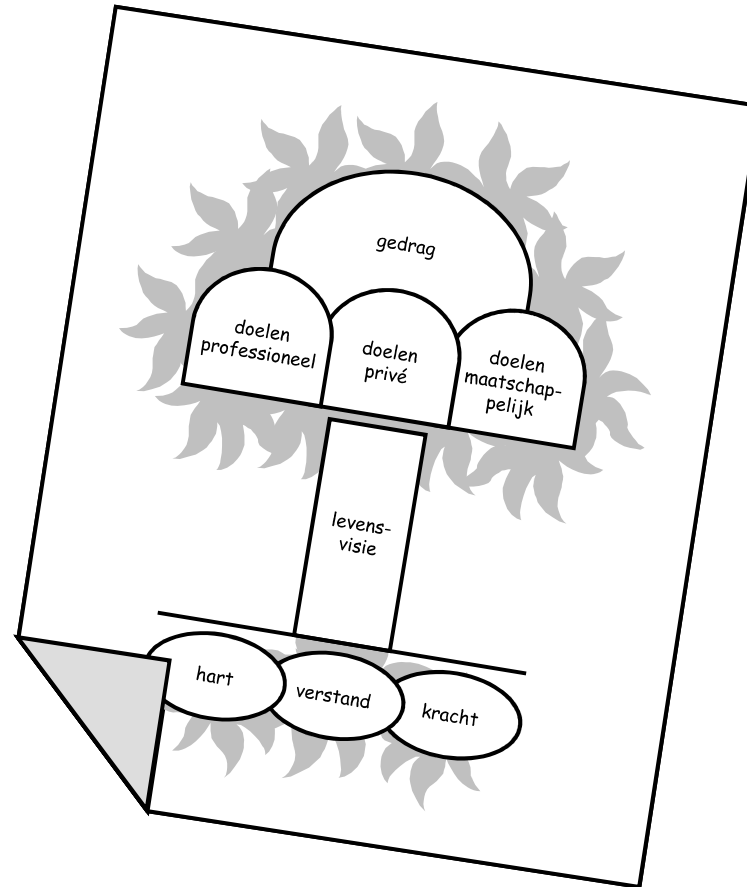 gedrag
doelen
professioneel
doelen
privé
doelen
maatschap-
pelijk
levens-
visie
hart
verstand
kracht